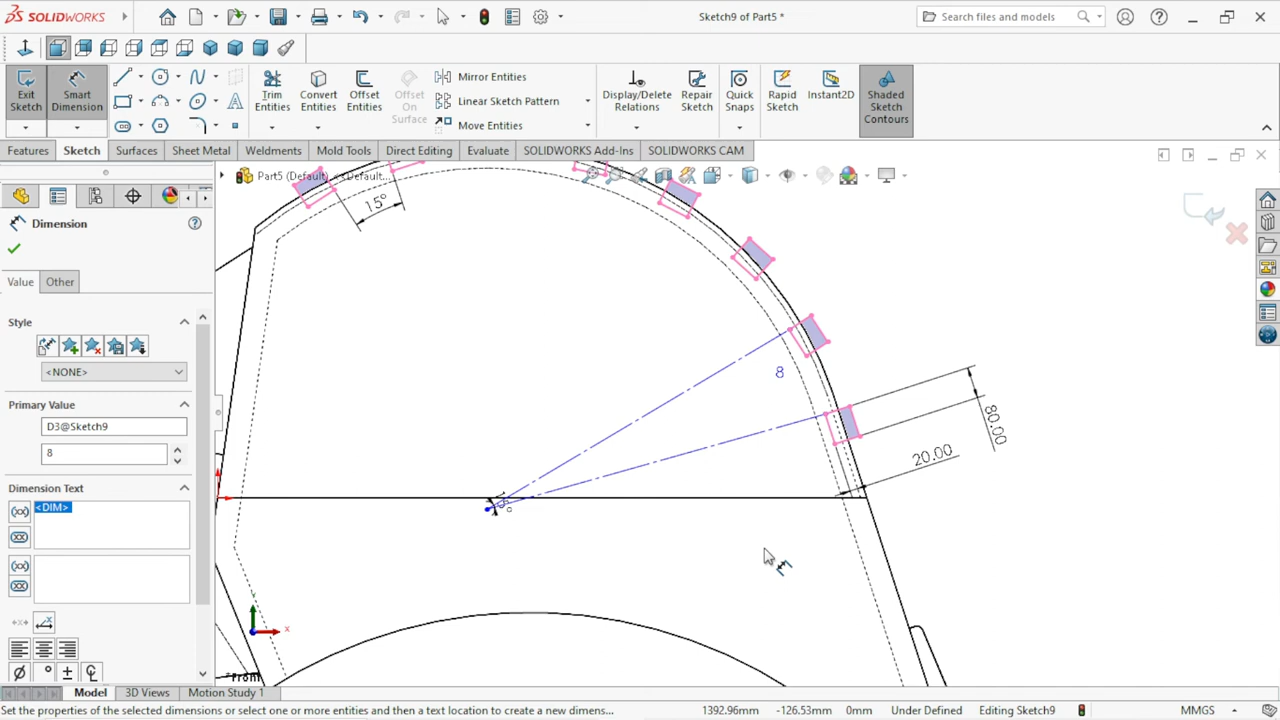 SOLIDWORKS
Sketch9 of Part5 *
Search files and models
Exit Sketch
Smart Dimension
Trim Entities
Convert Entities
Offset Entities
Offset On Surface
Mirror Entities
Linear Sketch Pattern
Move Entities
Display/Delete Relations
Repair Sketch
Quick Snaps
Rapid Sketch
Instant2D
Shaded Sketch Contours
Features
Sketch
Surfaces
Sheet Metal
Weldments
Mold Tools
Direct Editing
Evaluate
SOLIDWORKS Add-Ins
SOLIDWORKS CAM
Part5 (Default) <<Default...
Dimension
Value
Other
Style
<NONE>
Primary Value
D3@Sketch9
8
Dimension Text
<DIM>
15°
8
80.00
20.00
Y
X
*Front
Model
3D Views
Motion Study 1
Set the properties of the selected dimensions or select one or more entities and then a text location to create a new dimens...
1392.96mm
-126.53mm
0mm
Under Defined
Editing Sketch9
MMGS